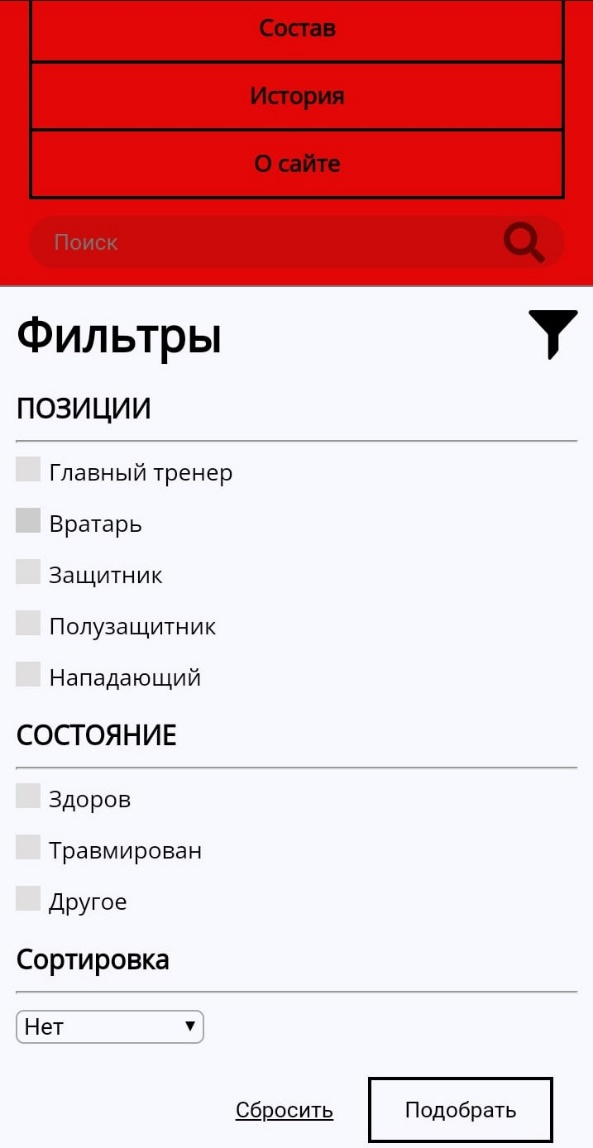 Состав
История
О сайте
Поиск
Фильтры
ПОЗИЦИИ
Главный тренер
Вратарь
Защитник
Полузащитник
Нападающий
СОСТОЯНИЕ
Здоров
Травмирован
Другое
Сортировка
Нет
Сбросить Подобрать